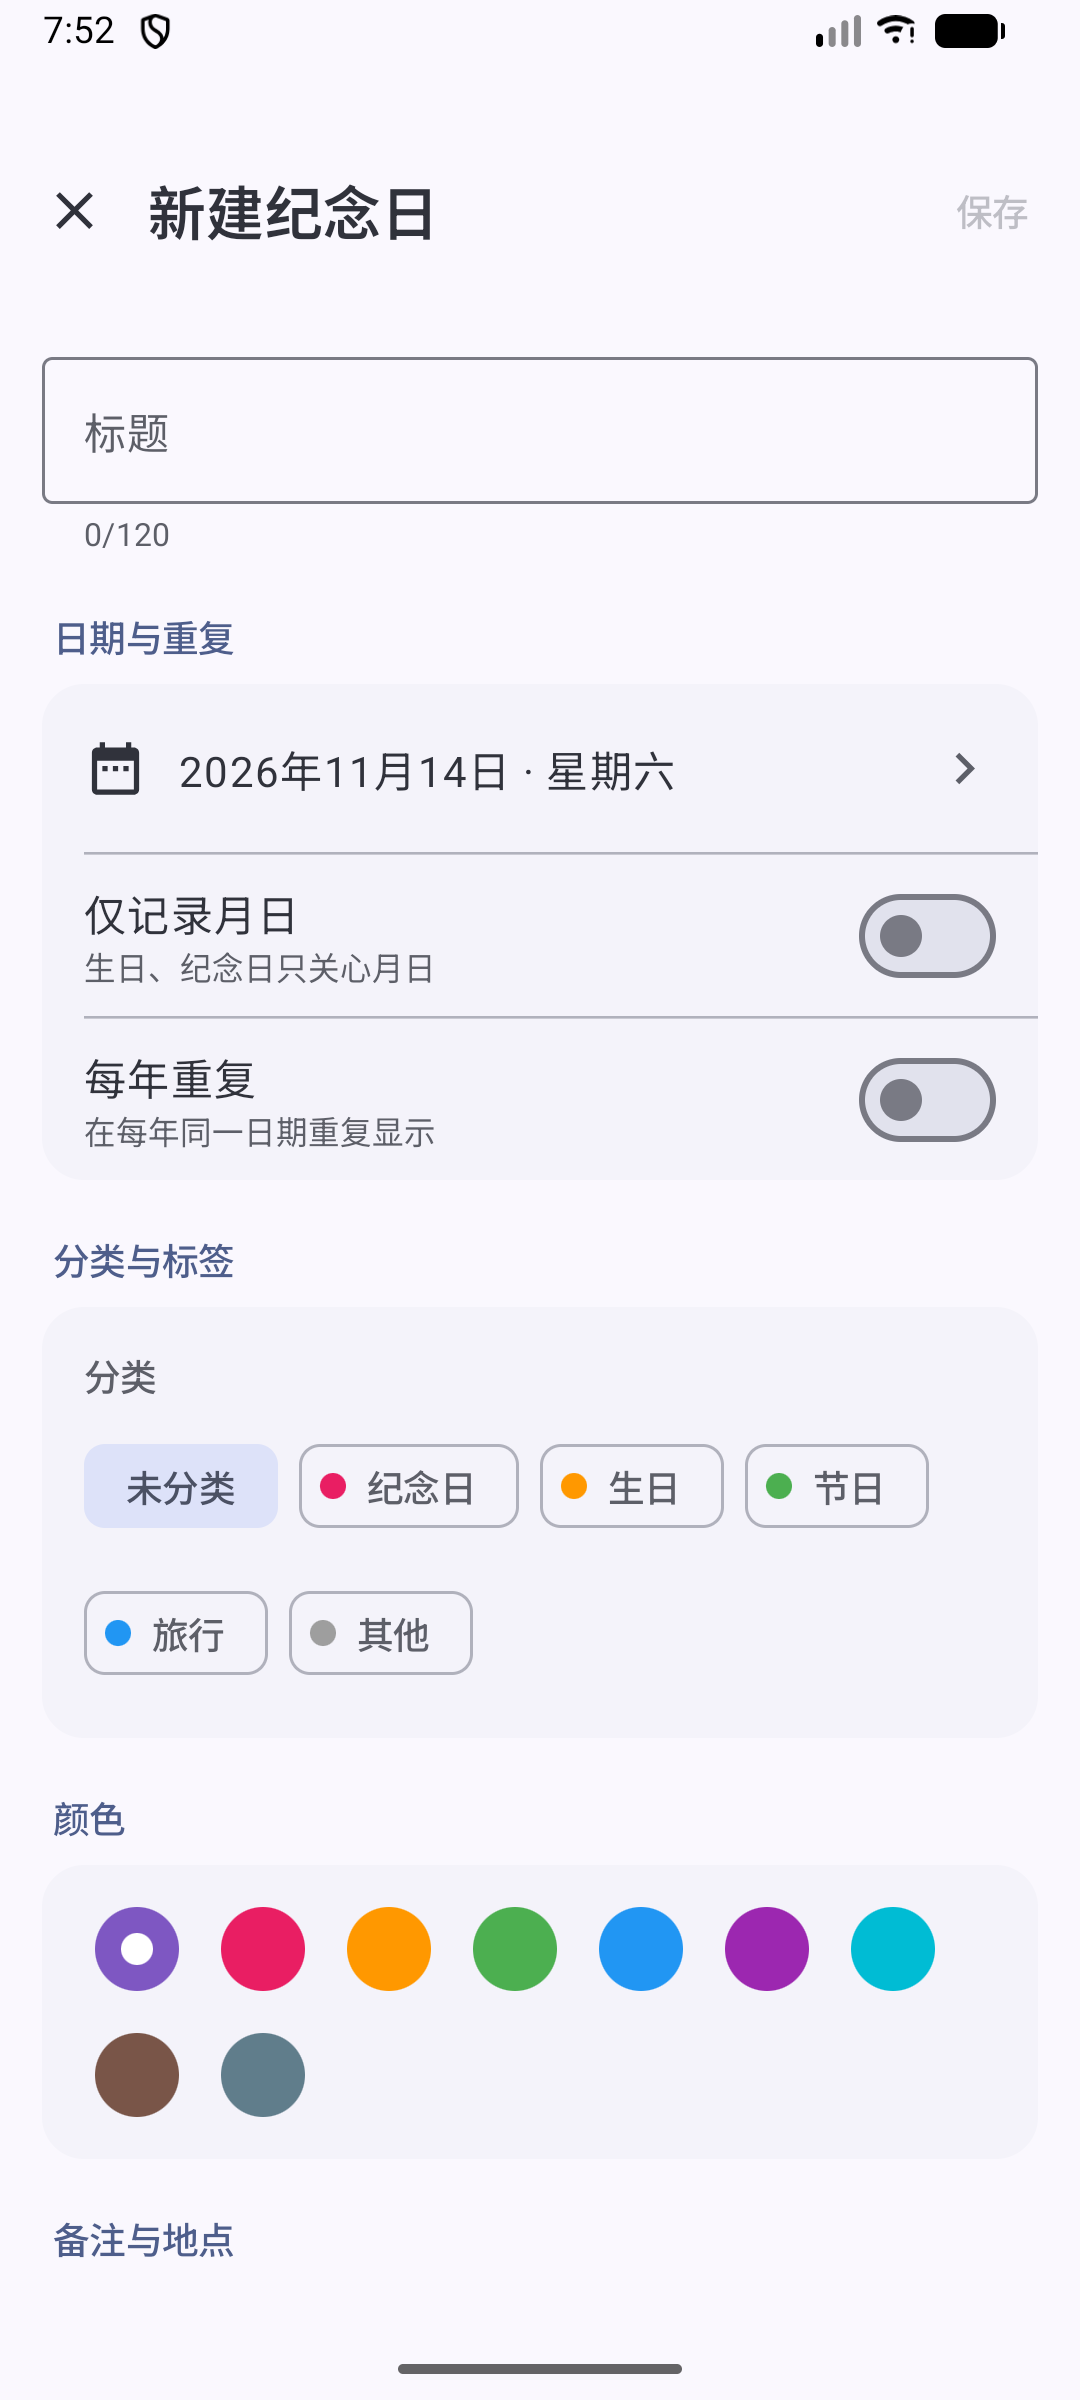 7:52
新建纪念日
保存
标题
0/120
日期与重复
2026年11月14日 · 星期六
仅记录月日
生日、纪念日只关心月日
每年重复
在每年同一日期重复显示
分类与标签
分类
未分类
纪念日
生日
节日
旅行
其他
颜色
备注与地点